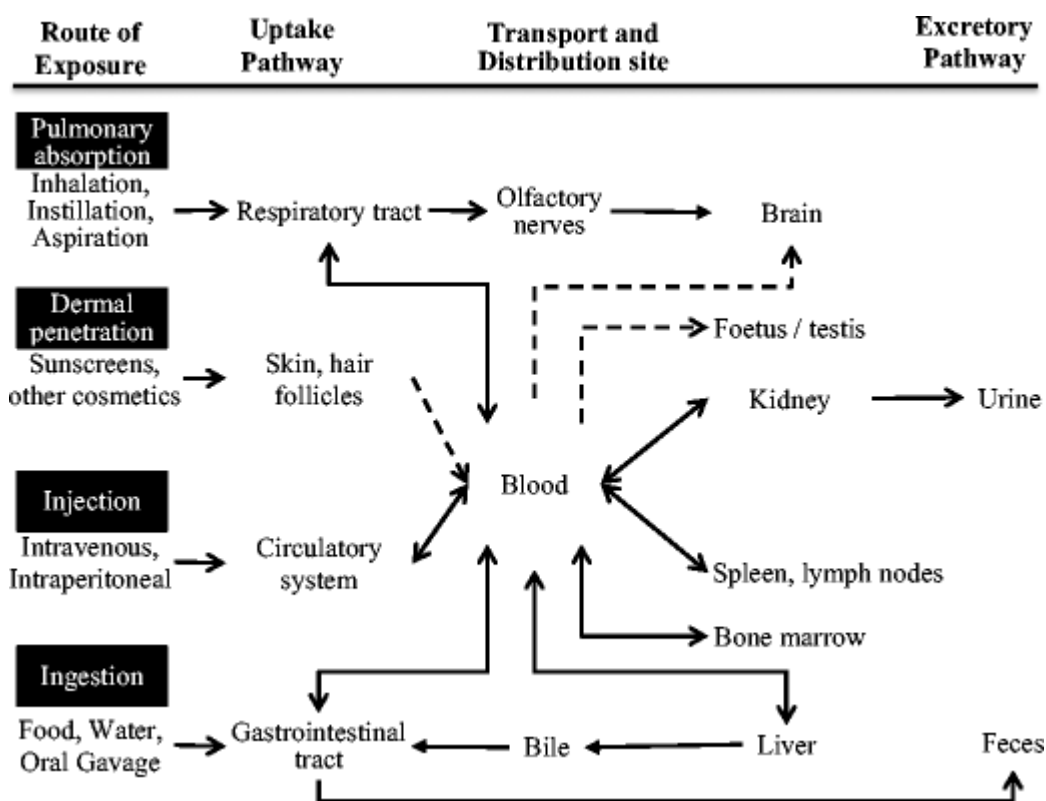 Route of
Exposure
Uptake
Pathway
Transport and
Distribution site
Excretory
Pathway
Pulmonary
absorption
Inhalation,
Instillation,
Aspiration
Respiratory tract
Olfactory
nerves
Brain
Dermal
penetration
Sunscreens,
other cosmetics
Skin, hair
follicles
Foetus / testis
Kidney
Urine
Blood
Injection
Intravenous,
Intraperitoneal
Circulatory
system
Spleen, lymph nodes
Bone marrow
Ingestion
Food, Water,
Oral Gavage
Gastrointestinal
tract
Bile
Liver
Feces